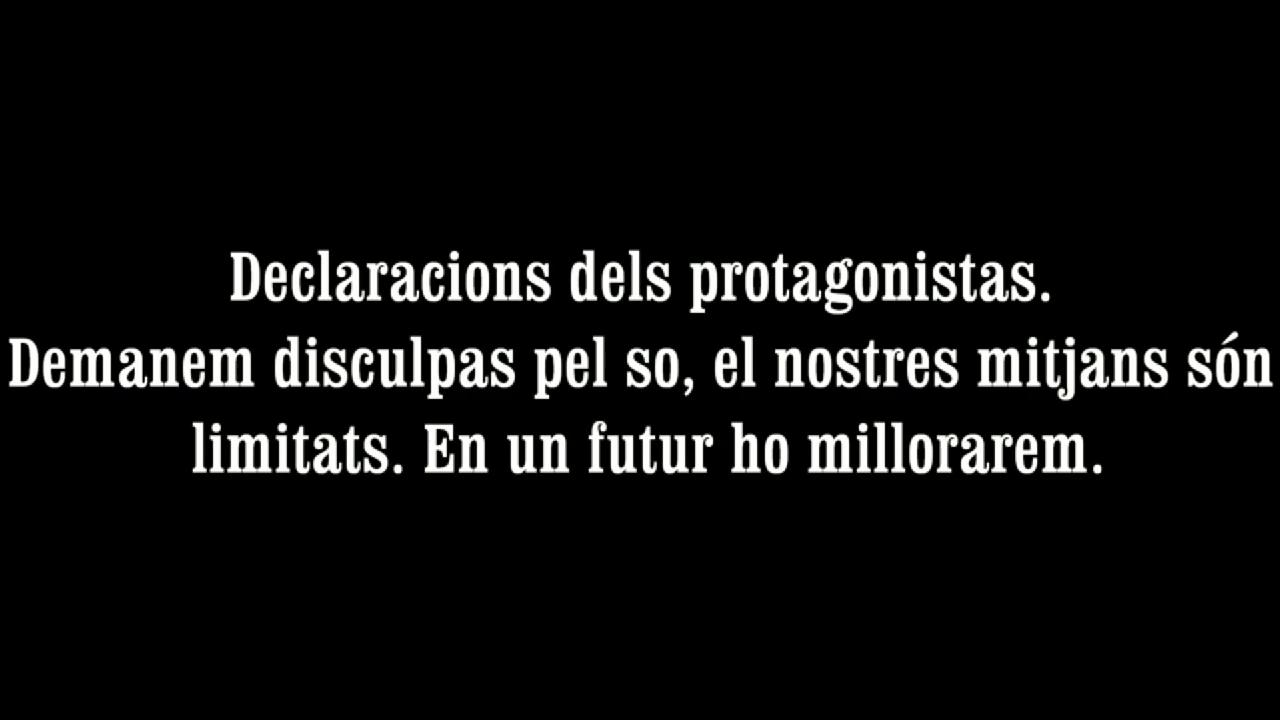 Declaracions dels protagonistas.
Demanem disculpas pel so, el nostres mitjans són
limitats. En un futur ho millorarem.